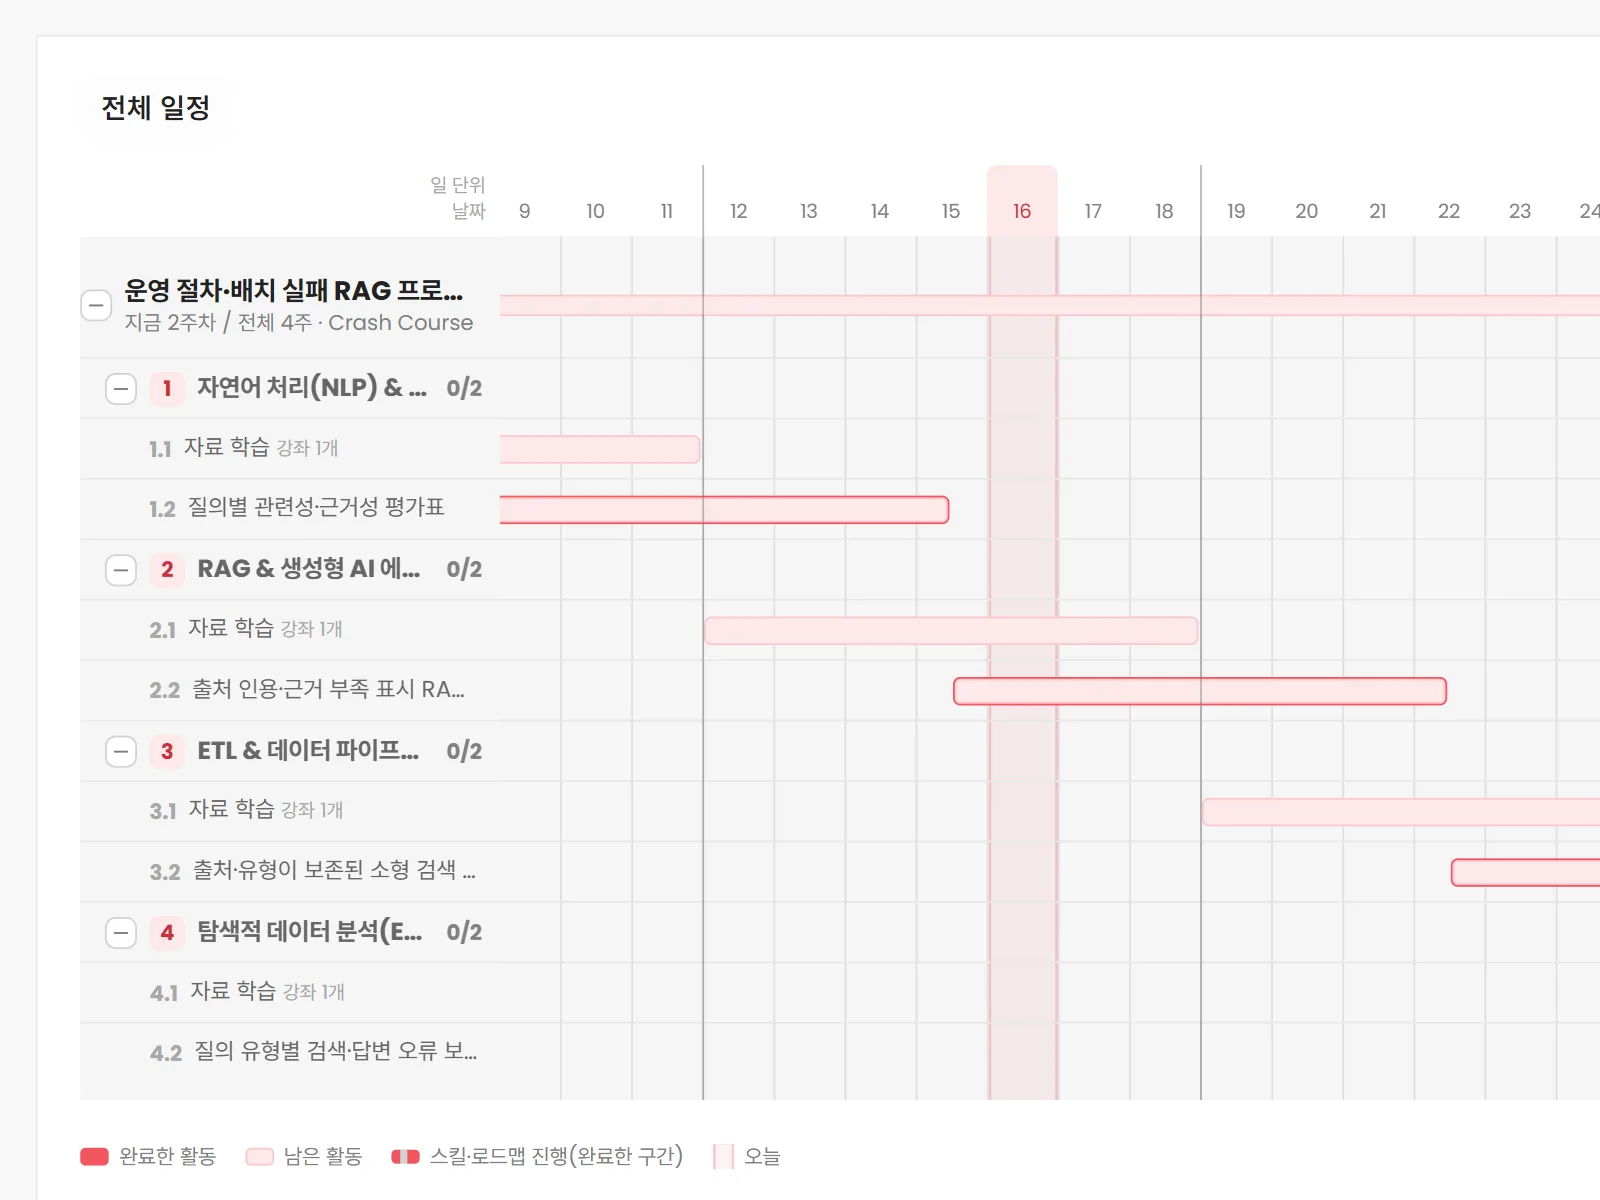 전체 일정
일 단위
날짜 9 10 11 12 13 14 15 16 17 18 19 20 21 22 23 24
운영 절차·배치 실패 RAG 프로...
지금 2주차 / 전체 4주 · Crash Course
1 자연어 처리(NLP) & ... 0/2
1.1 자료 학습 강좌 1개
1.2 질의별 관련성·근거성 평가표
2 RAG & 생성형 AI 에... 0/2
2.1 자료 학습 강좌 1개
2.2 출처 인용·근거 부족 표시 RA...
3 ETL & 데이터 파이프... 0/2
3.1 자료 학습 강좌 1개
3.2 출처·유형이 보존된 소형 검색 ...
4 탐색적 데이터 분석(E... 0/2
4.1 자료 학습 강좌 1개
4.2 질의 유형별 검색·답변 오류 보...
완료한 활동 남은 활동 스킬·로드맵 진행(완료한 구간) 오늘